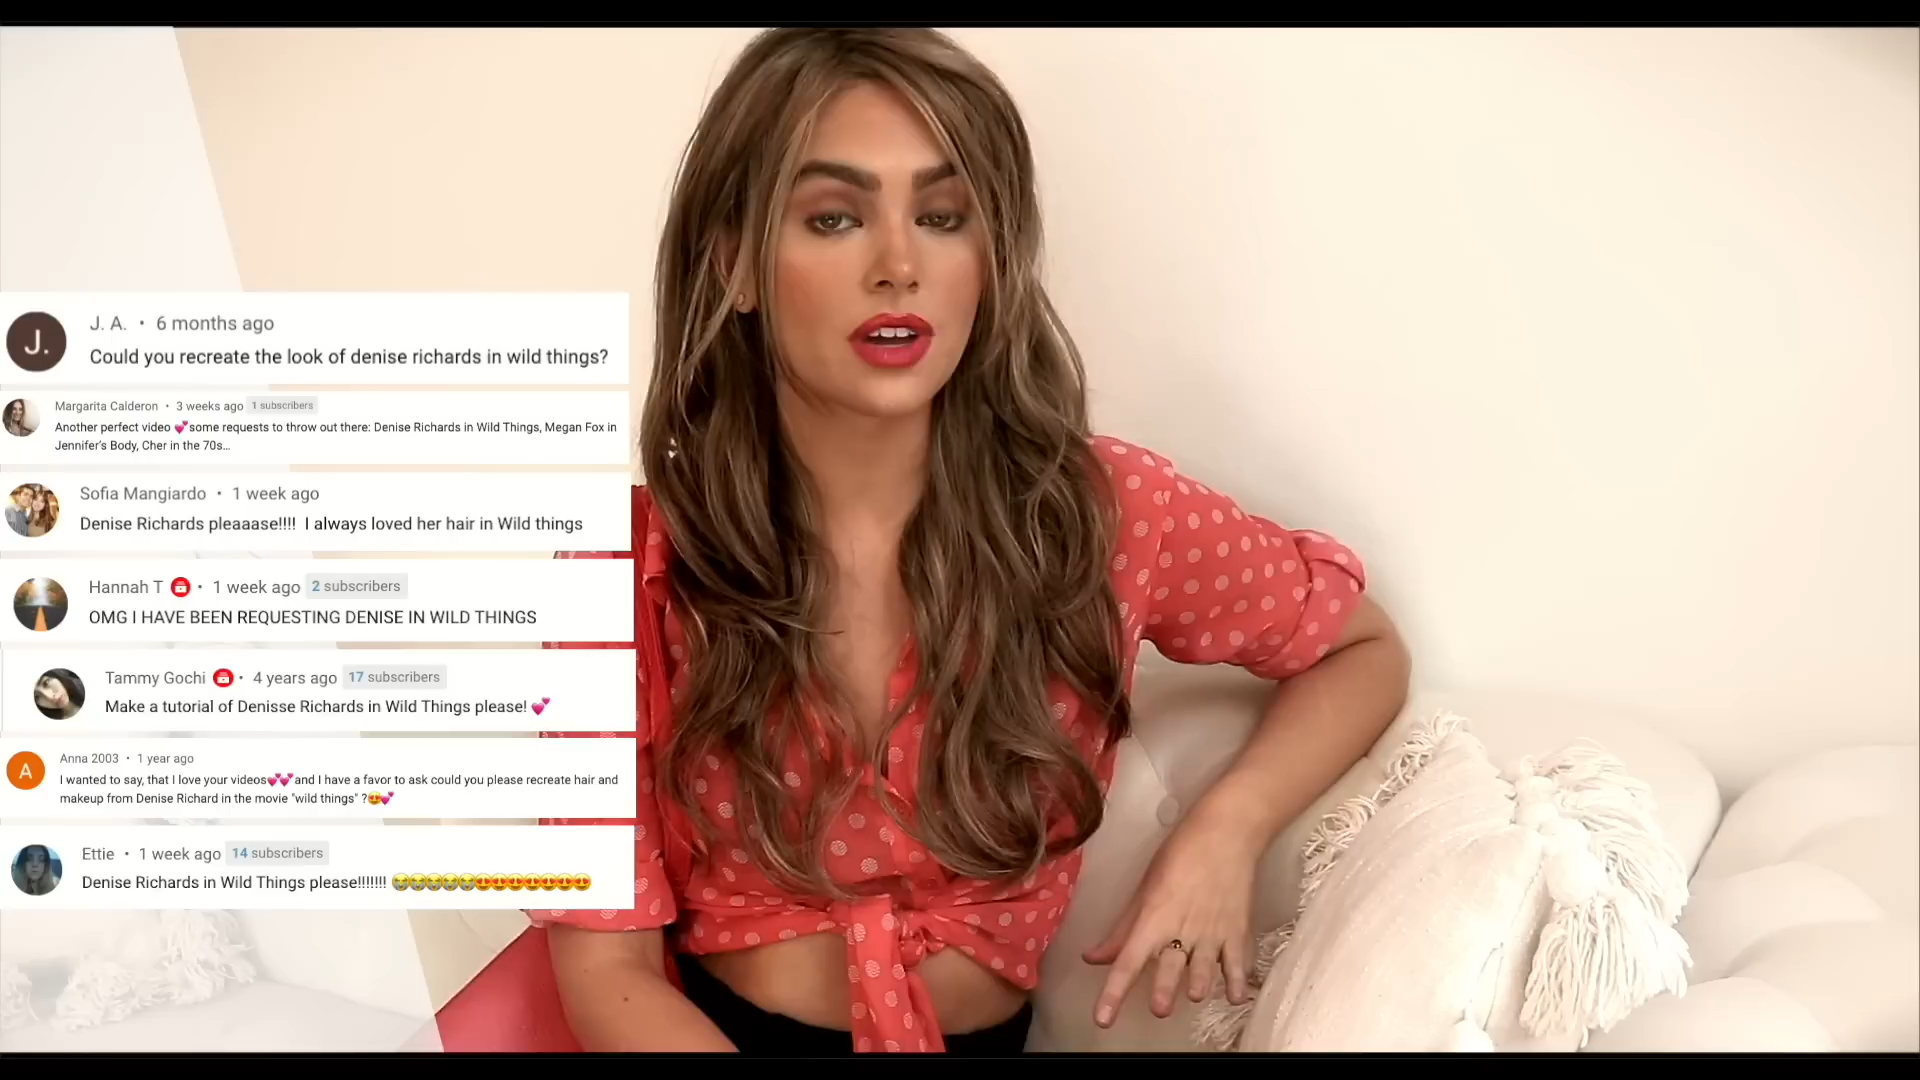 J.
J. A. • 6 months ago
Could you recreate the look of denise richards in wild things?
Margarita Calderon • 3 weeks ago 1 subscribers
Another perfect video 💕some requests to throw out there: Denise Richards in Wild Things, Megan Fox in
Jennifer's Body, Cher in the 70s...
Sofia Mangiardo • 1 week ago
Denise Richards pleaaase!!!! I always loved her hair in Wild things
Hannah T • 1 week ago 2 subscribers
OMG I HAVE BEEN REQUESTING DENISE IN WILD THINGS
Tammy Gochi • 4 years ago 17 subscribers
Make a tutorial of Denisse Richards in Wild Things please! 💕
A
Anna 2003 • 1 year ago
I wanted to say, that I love your videos💕💕and I have a favor to ask could you please recreate hair and
makeup from Denise Richard in the movie "wild things" ?😍💕
Ettie • 1 week ago 14 subscribers
Denise Richards in Wild Things please!!!!!!! 😭😭😭😭😭😍😍😍😍😍😍😍